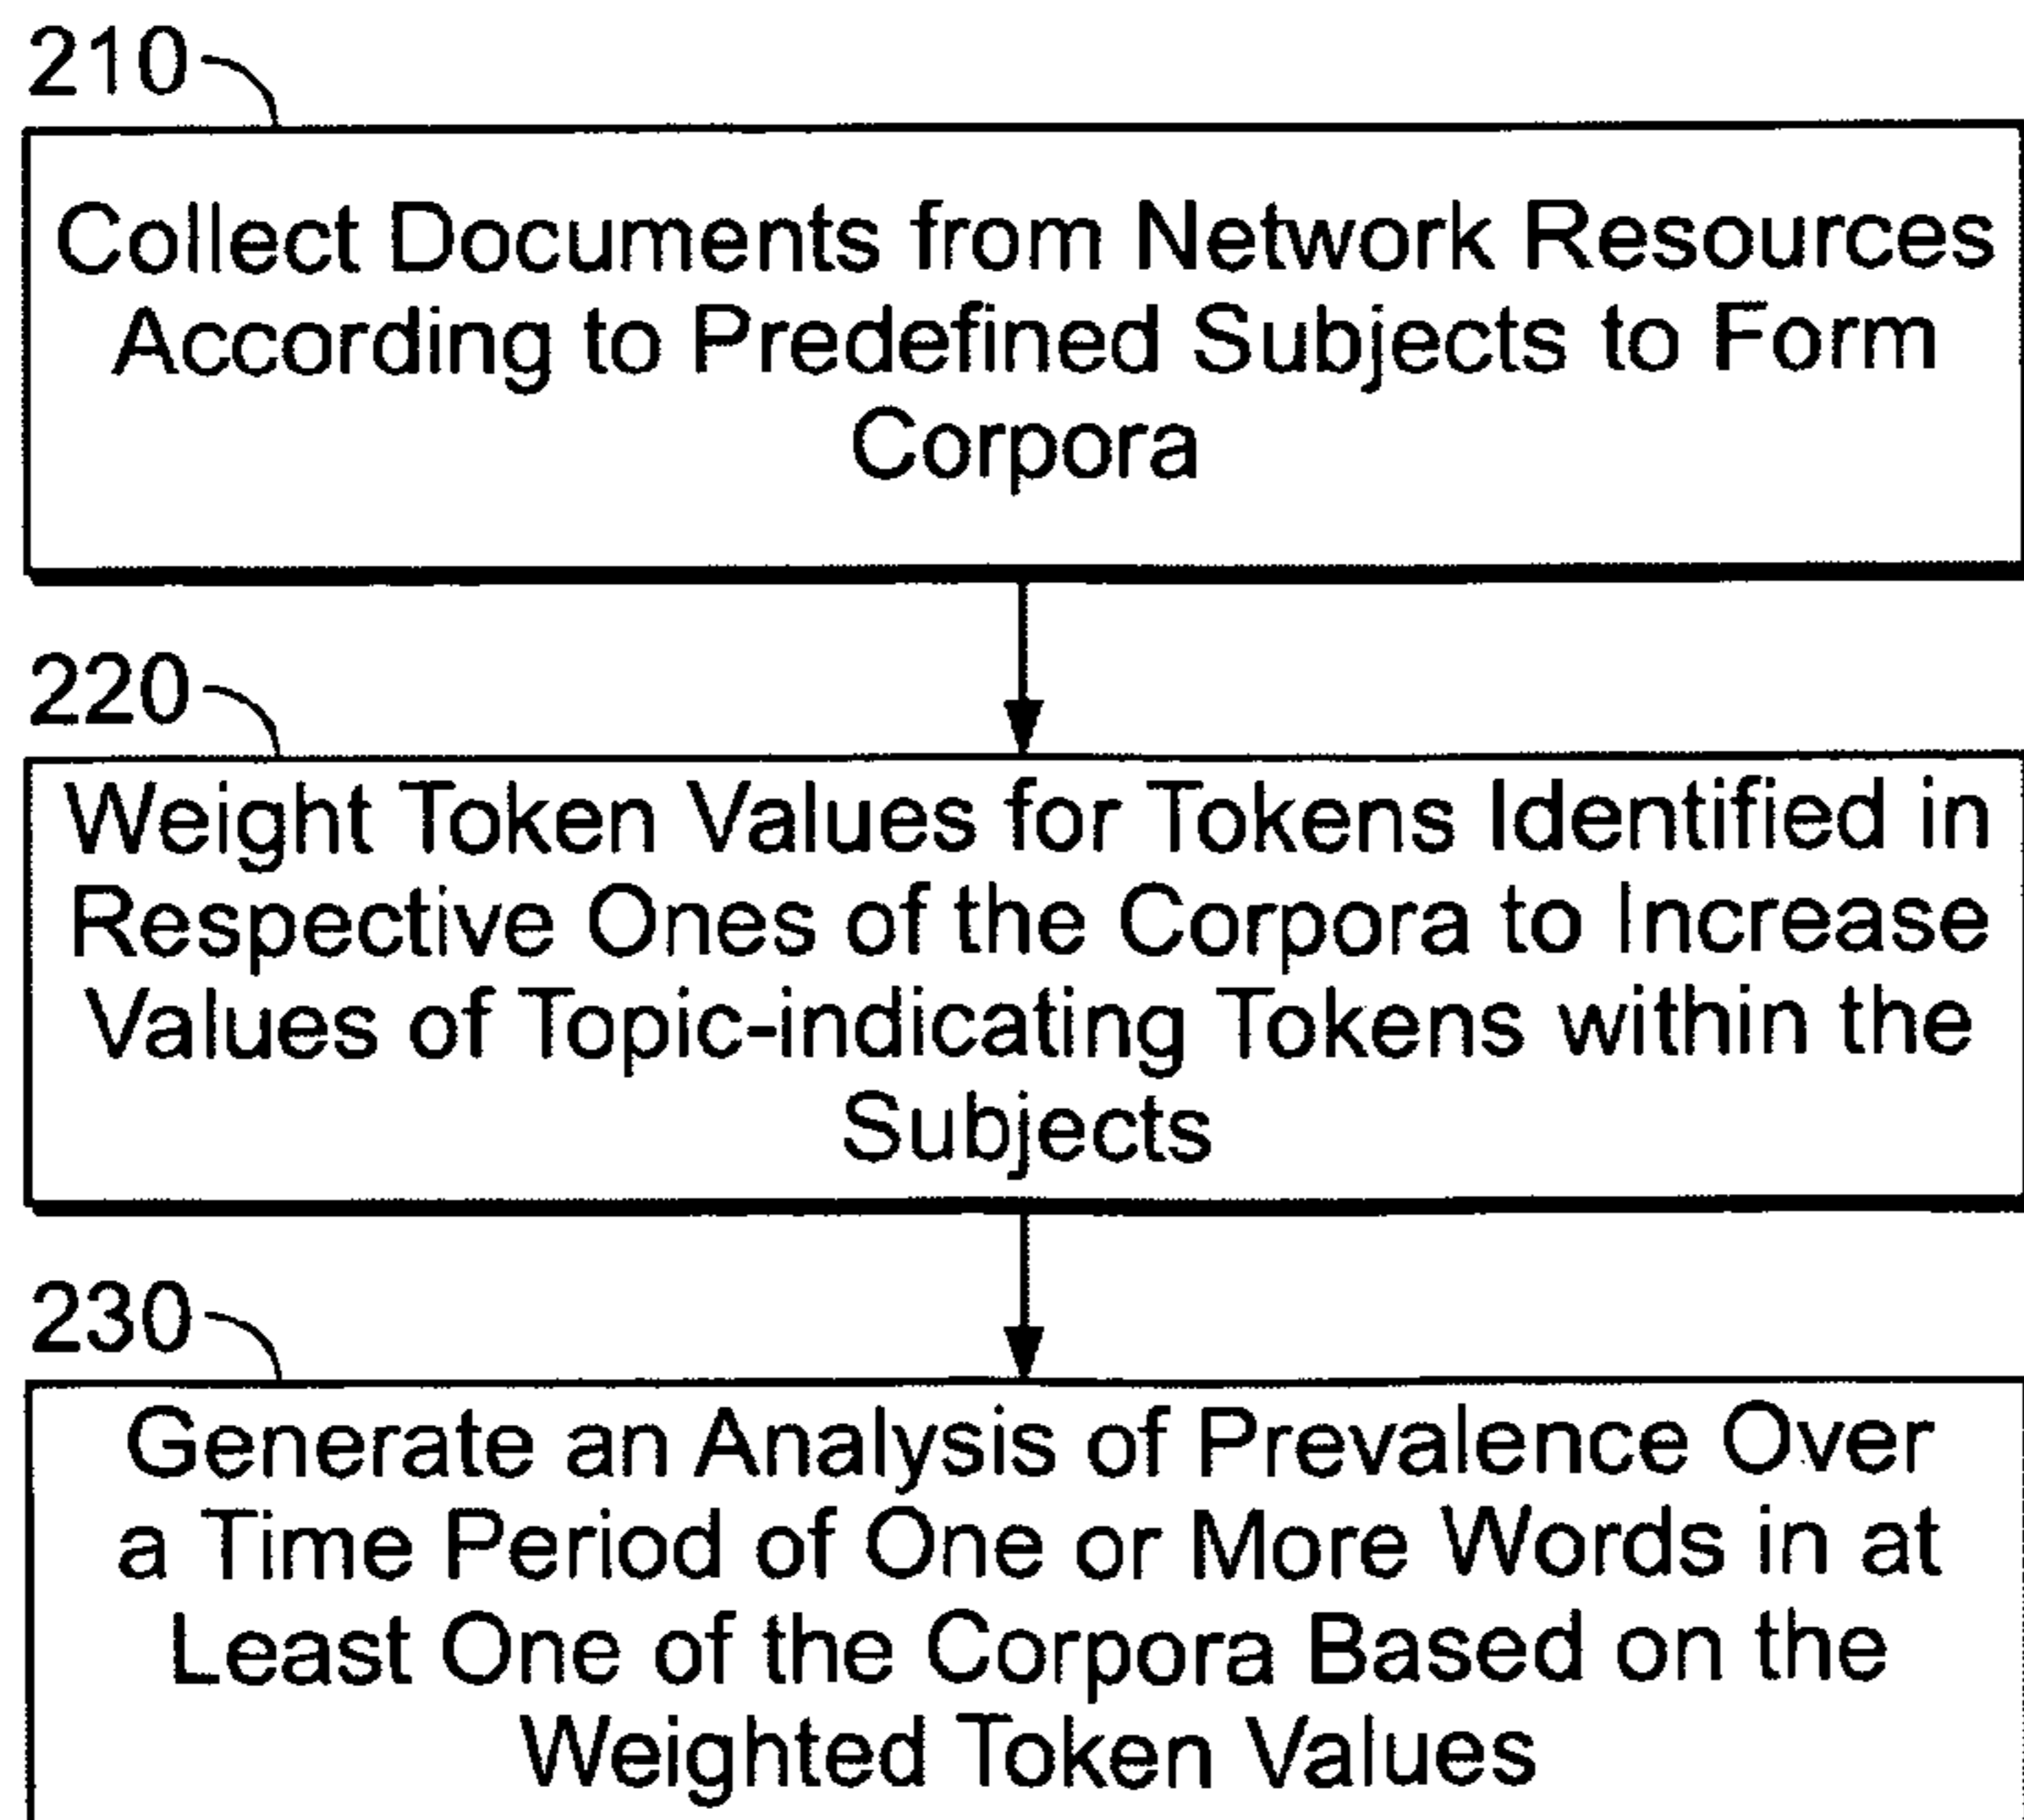 210
Collect Documents from Network Resources
According to Predefined Subjects to Form
Corpora
220
Weight Token Values for Tokens Identified in
Respective Ones of the Corpora to Increase
Values of Topic-indicating Tokens within the
Subjects
230
Generate an Analysis of Prevalence Over
a Time Period of One or More Words in at
Least One of the Corpora Based on the
Weighted Token Values